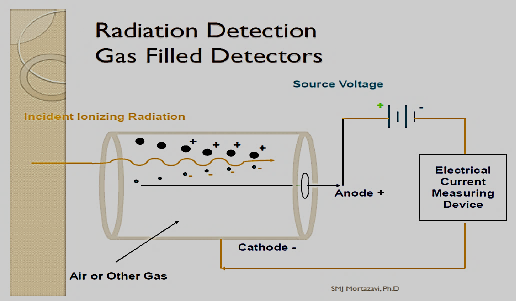 Radiation Detection
Gas Filled Detectors
Source Voltage
+ -
Incident Ionizing Radiation
+ + + + +
- - - -
Electrical
Current
Measuring
Device
Anode +
Cathode -
Air or Other Gas
SMJ Mortazavi, Ph.D